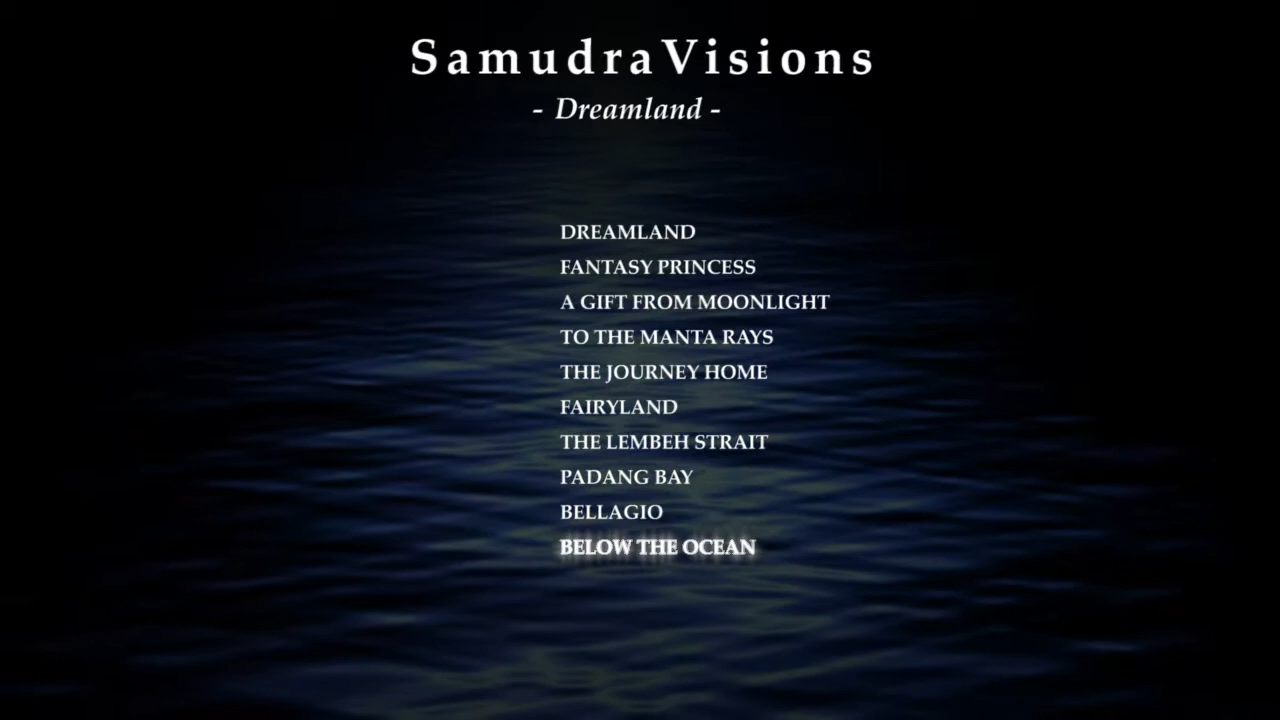 SamudraVisions
- Dreamland -
DREAMLAND
FANTASY PRINCESS
A GIFT FROM MOONLIGHT
TO THE MANTA RAYS
THE JOURNEY HOME
FAIRYLAND
THE LEMBEH STRAIT
PADANG BAY
BELLAGIO
BELOW THE OCEAN